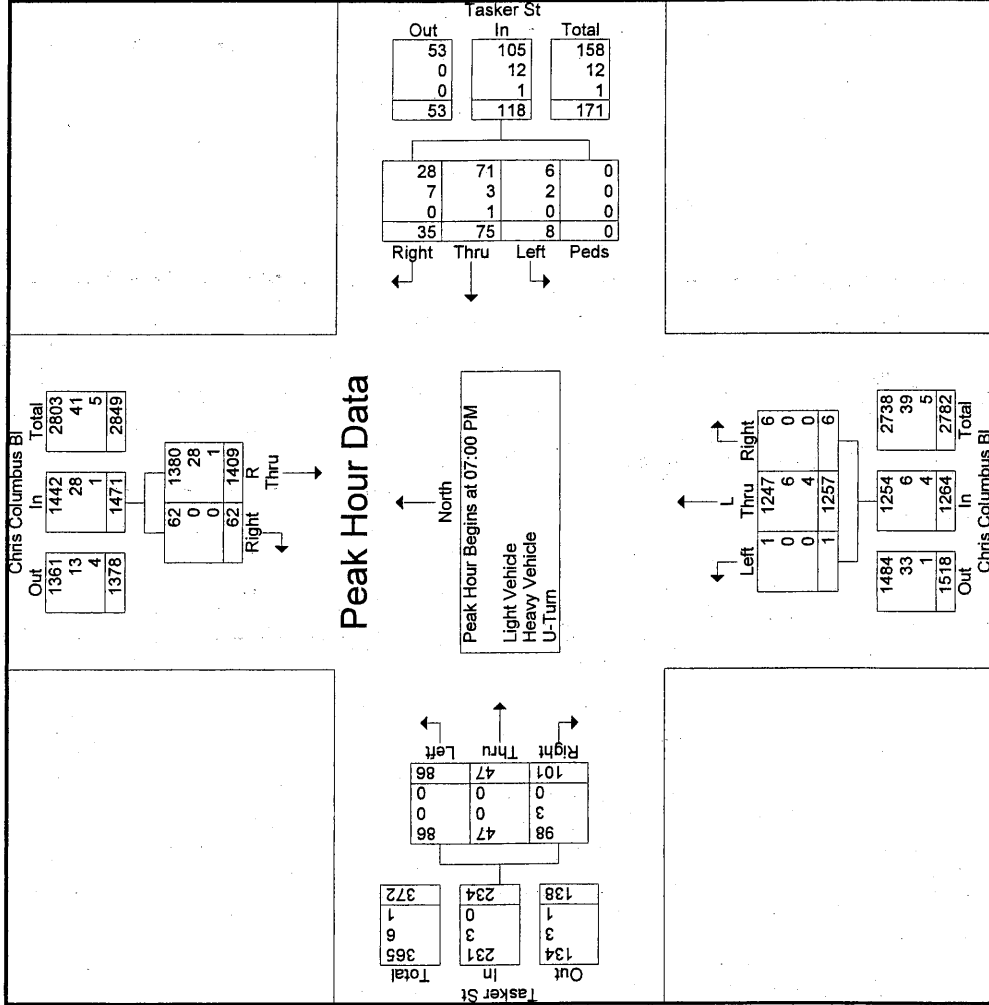 Tasker St
Out In Total
53 105 158
0 12 12
0 1 1
53 118 171
28 71 6 0
7 3 2 0
0 1 0 0
35 75 8 0
Right Thru Left Peds
Chris Columbus Bl
Out In Total
1361 1442 2803
13 28 41
4 1 5
1378 1471 2849
62 1380
0 28
0 1
62 1409
Right R
Thru
Peak Hour Data
North
Peak Hour Begins at 07:00 PM
Light Vehicle
Heavy Vehicle
U-Turn
L
Left Thru Right
1 1247 6
0 6 0
0 4 0
1 1257 6
1484 1254 2738
33 6 39
1 4 5
1518 1264 2782
Out In Total
Chris Columbus Bl
Left Thru Right
86 47 101
0 0 0
0 0 3
86 47 98
372 234 138
1 0 1
6 3 3
365 231 134
Total In Out
Tasker St